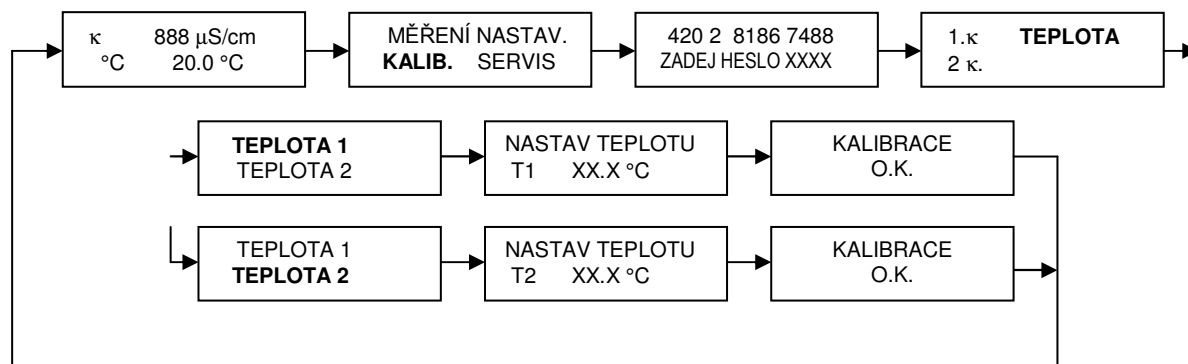 κ 888 µS/cm
°C 20.0 °C
MĚŘENÍ NASTAV.
KALIB. SERVIS
420 2 8186 7488
ZADEJ HESLO XXXX
1.κ TEPLOTA
2 κ.
TEPLOTA 1
TEPLOTA 2
NASTAV TEPLOTU
T1 XX.X °C
KALIBRACE
O.K.
TEPLOTA 1
TEPLOTA 2
NASTAV TEPLOTU
T2 XX.X °C
KALIBRACE
O.K.